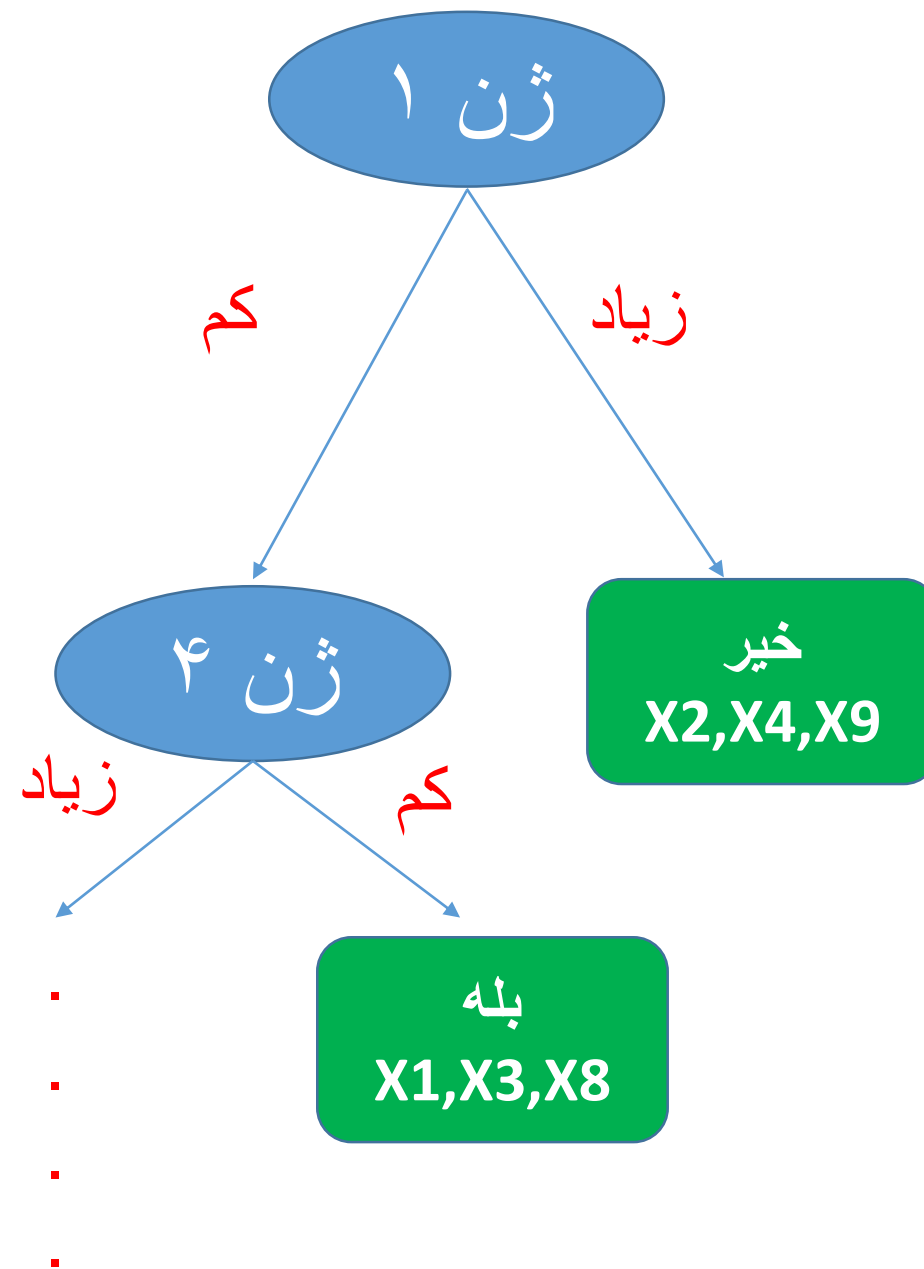 ژن ۱
زیاد
کم
ژن ۴
خیر
X2,X4,X9
زیاد
کم
بله
X1,X3,X8